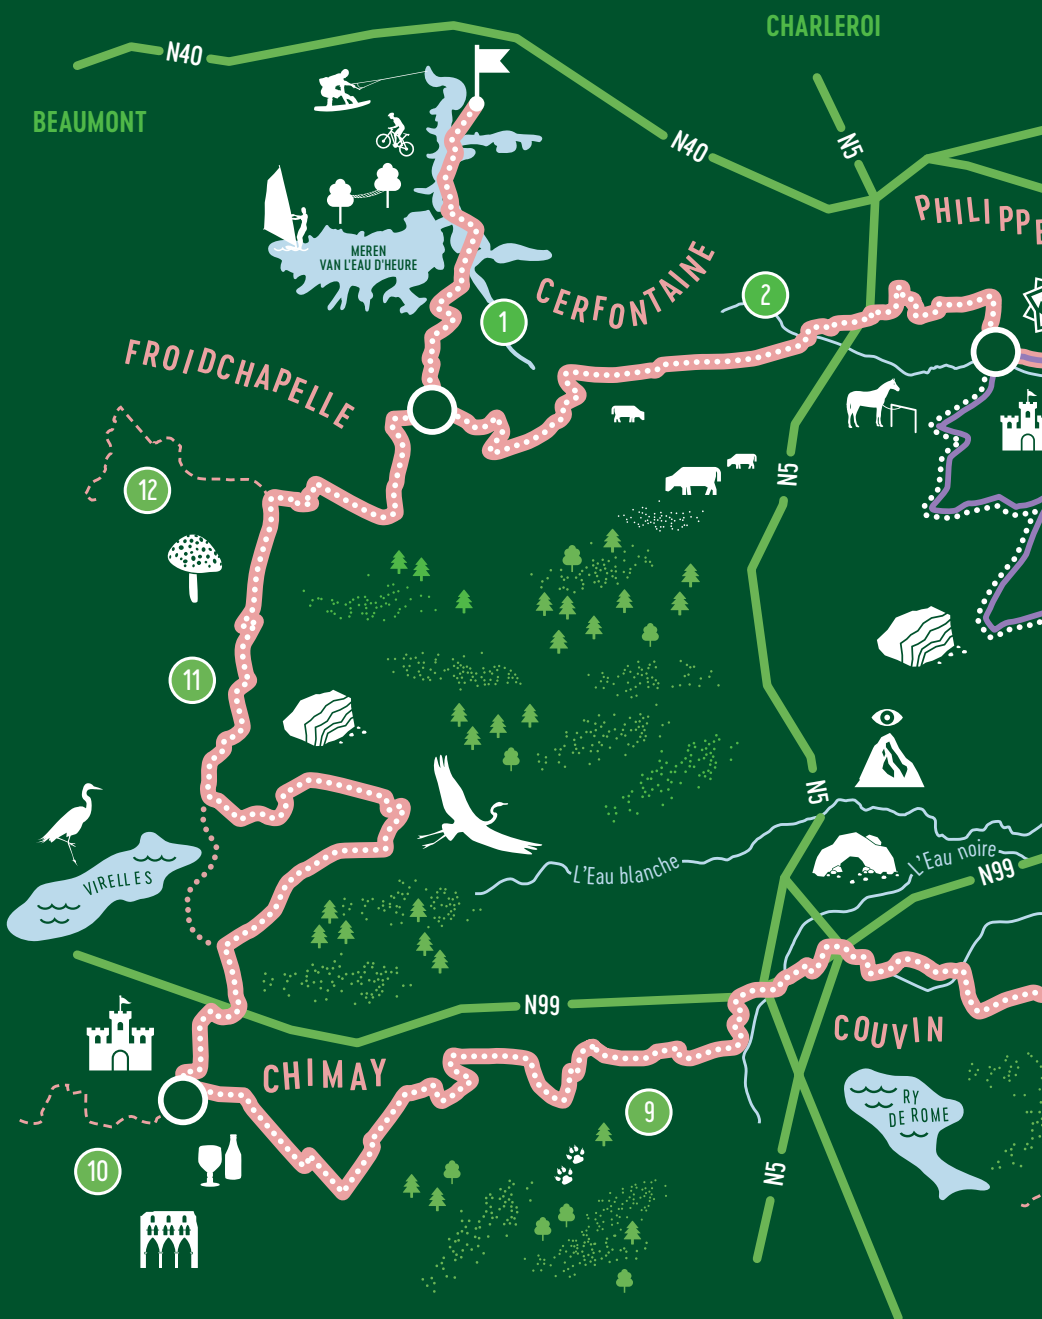 CHARLEROI
N40
BEAUMONT
N40
N5
PHILIPPE
MEREN
VAN L'EAU D'HEURE
CERFONTAINE
2
1
FROIDCHAPELLE
12
N5
11
N5
L'Eau blanche
L'Eau noire
N99
VIRELLES
N99
COUVIN
CHIMAY
RY
DE ROME
9
10
N5